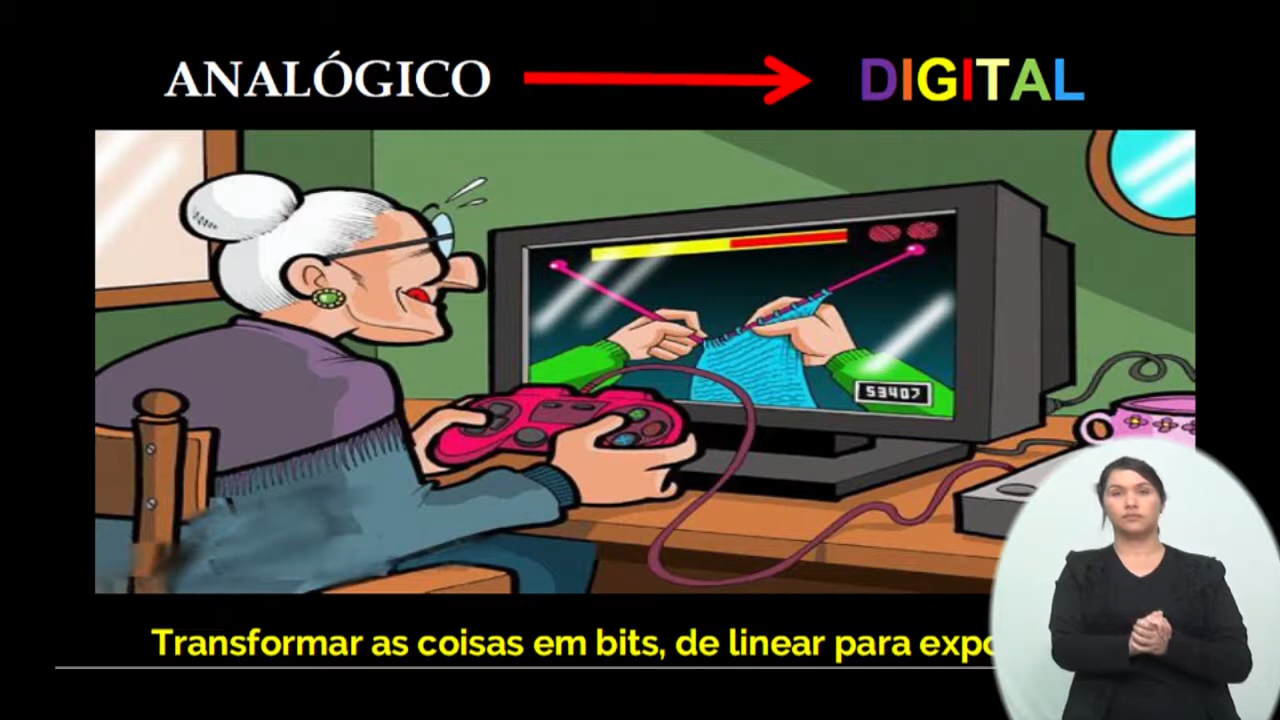 ANALÓGICO DIGITAL
53407
Transformar as coisas em bits, de linear para